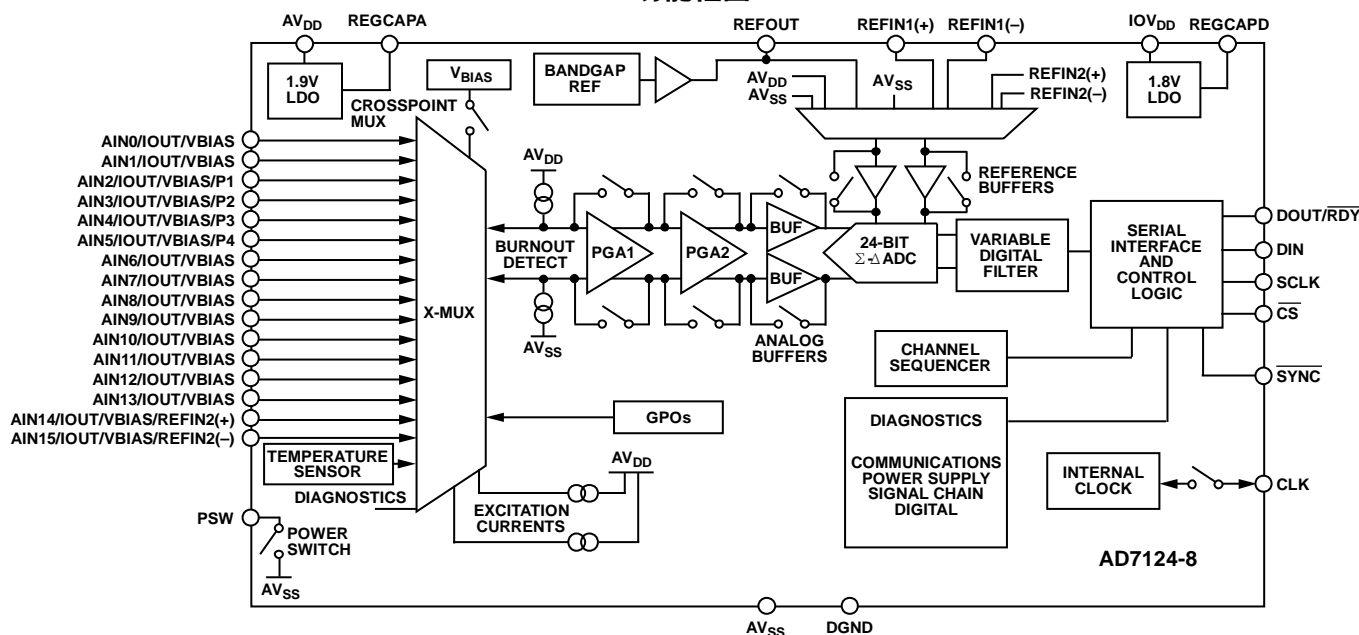 AVDD
REGCAPA
REFOUT
REFIN1(+)
REFIN1(–)
IOVDD
REGCAPD
1.9V
LDO
VBIAS
BANDGAP
REF
AVDD
AVSS
AVSS
REFIN2(+)
REFIN2(–)
1.8V
LDO
CROSSPOINT
MUX
AIN0/IOUT/VBIAS
AIN1/IOUT/VBIAS
AIN2/IOUT/VBIAS/P1
AIN3/IOUT/VBIAS/P2
AIN4/IOUT/VBIAS/P3
AIN5/IOUT/VBIAS/P4
AIN6/IOUT/VBIAS
AIN7/IOUT/VBIAS
AIN8/IOUT/VBIAS
AIN9/IOUT/VBIAS
AIN10/IOUT/VBIAS
AIN11/IOUT/VBIAS
AIN12/IOUT/VBIAS
AIN13/IOUT/VBIAS
AIN14/IOUT/VBIAS/REFIN2(+)
AIN15/IOUT/VBIAS/REFIN2(–)
X-MUX
AVDD
BURNOUT
DETECT
AVSS
PGA1
PGA2
BUF
BUF
ANALOG
BUFFERS
REFERENCE
BUFFERS
24-BIT
Σ-Δ ADC
VARIABLE
DIGITAL
FILTER
SERIAL
INTERFACE
AND
CONTROL
LOGIC
DOUT/RDY
DIN
SCLK
CS
SYNC
CHANNEL
SEQUENCER
GPOs
DIAGNOSTICS
COMMUNICATIONS
POWER SUPPLY
SIGNAL CHAIN
DIGITAL
TEMPERATURE
SENSOR
DIAGNOSTICS
AVDD
EXCITATION
CURRENTS
INTERNAL
CLOCK
CLK
PSW
POWER
SWITCH
AVSS
AD7124-8
AVSS
DGND